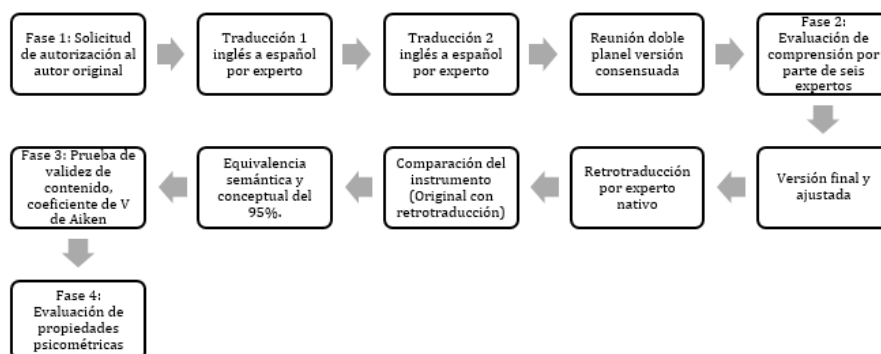 Fase 1: Solicitud
de autorización al
autor original
Traducción 1
inglés a español
por experto
Traducción 2
inglés a español
por experto
Reunión doble
planel versión
consensuada
Fase 2:
Evaluación de
comprensión por
parte de seis
expertos
Versión final y
ajustada
Retrotraducción
por experto
nativo
Comparación del
instrumento
(Original con
retrotraducción)
Equivalencia
semántica y
conceptual del
95%.
Fase 3: Prueba de
validez de
contenido,
coeficiente de V
de Aiken
Fase 4:
Evaluación de
propiedades
psicométricas